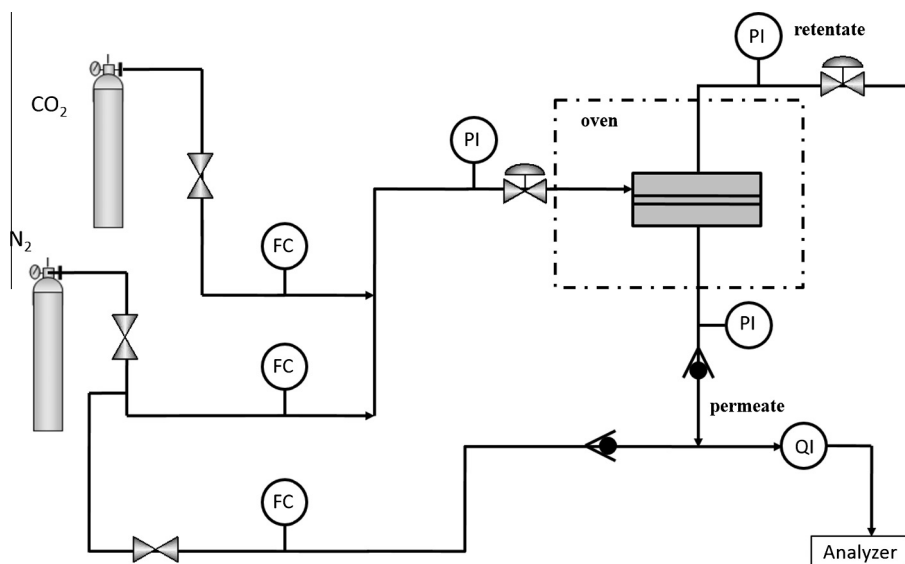 PI
retentate
CO₂
oven
PI
N₂
FC
PI
FC
permeate
QI
FC
Analyzer